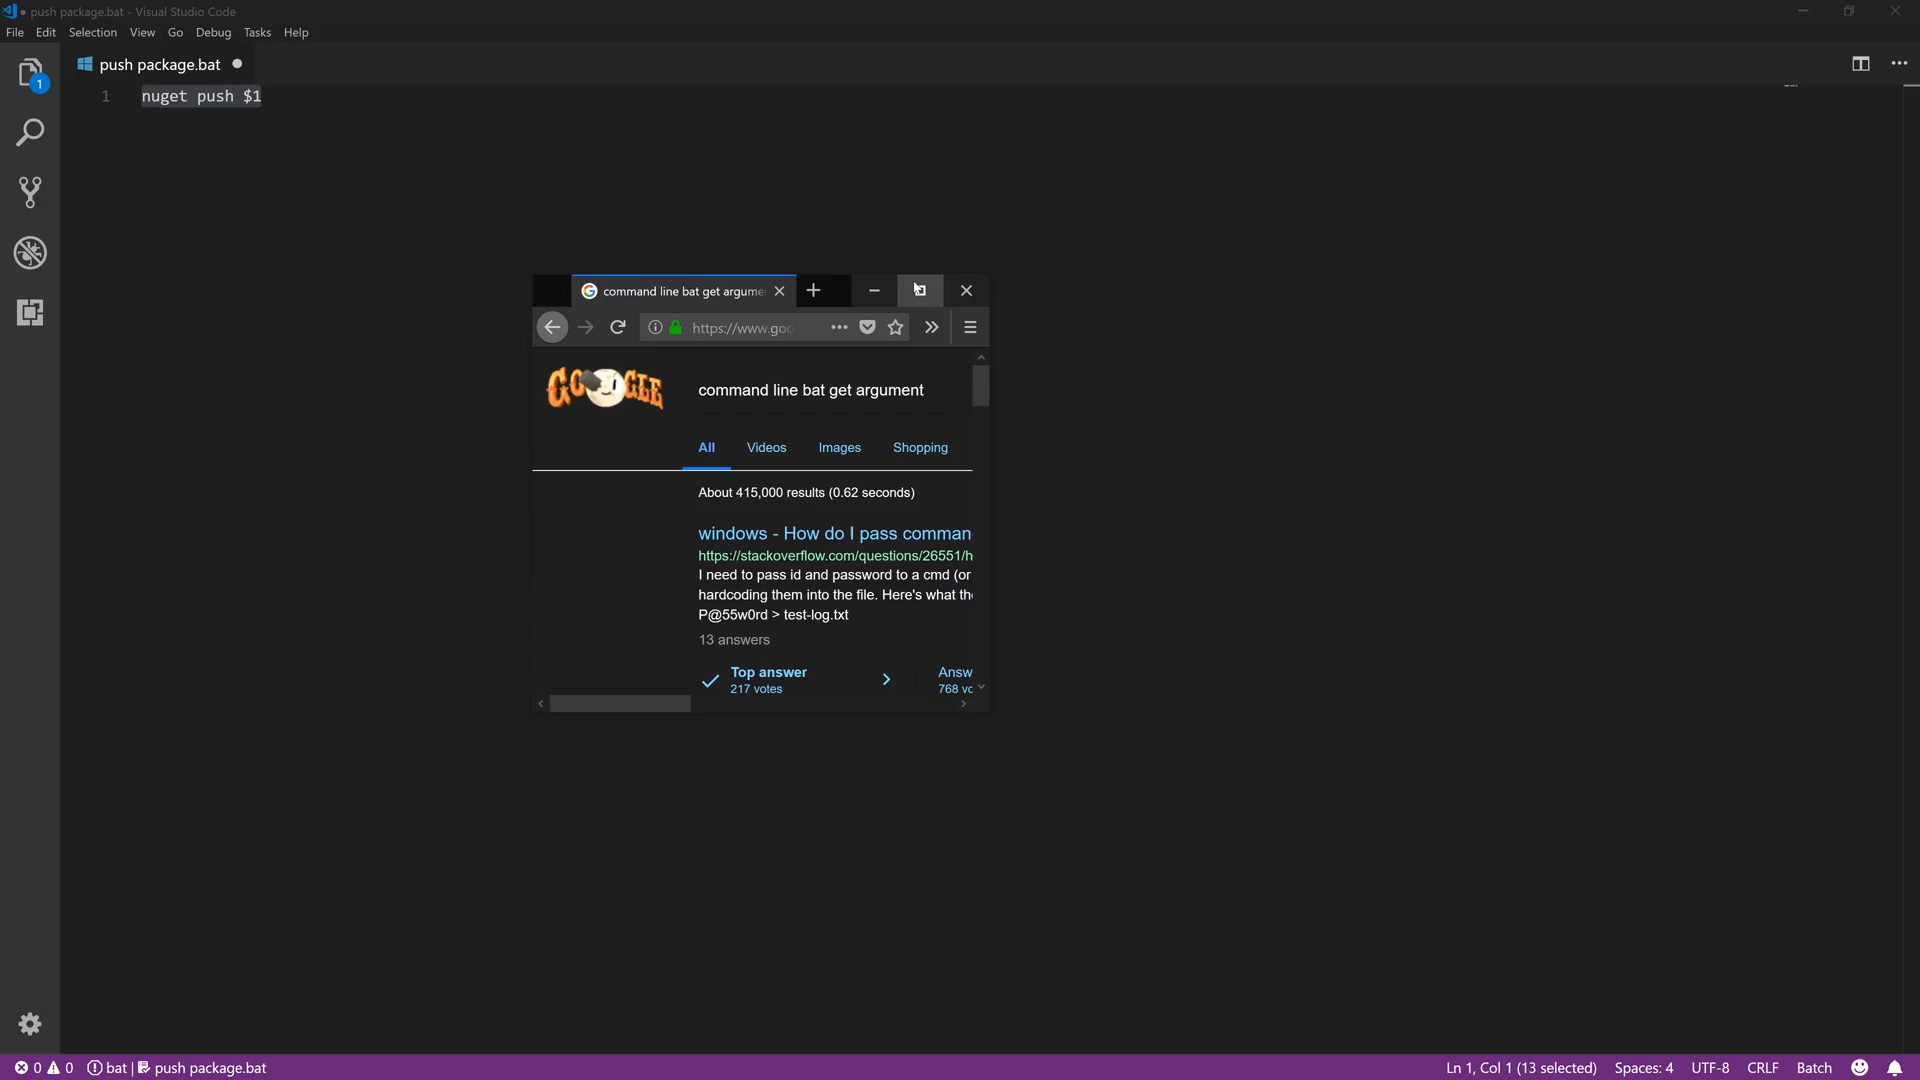 push package.bat - Visual Studio Code
File Edit Selection View Go Debug Tasks Help
1
push package.bat
1 nuget push $1
command line bat get argume
https://www.goo
GOOGLE
command line bat get argument
All Videos Images Shopping
About 415,000 results (0.62 seconds)
windows - How do I pass comman
https://stackoverflow.com/questions/26551/h
I need to pass id and password to a cmd (or
hardcoding them into the file. Here's what th
P@55w0rd > test-log.txt
13 answers
Top answer Answ
217 votes 768 vo
0 0 bat | push package.bat Ln 1, Col 1 (13 selected) Spaces: 4 UTF-8 CRLF Batch